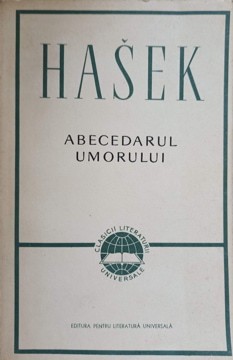 HAŠEK
ABECEDARUL
UMORULUI
CLASICII LITERATURII
UNIVERSALE
EDITURA PENTRU LITERATURA UNIVERSALĂ